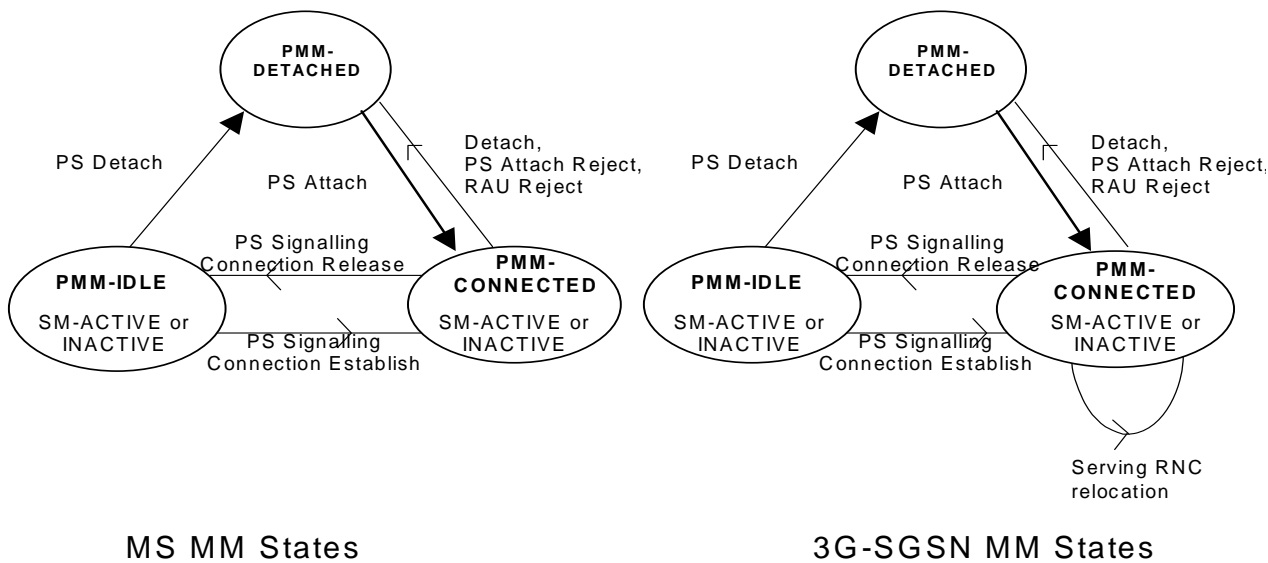 PMM-
DETACHED
PS Detach
PS Attach
Detach,
PS Attach Reject,
RAU Reject
PS Signalling
Connection Release
PMM-IDLE
SM-ACTIVE or
INACTIVE
PMM-
CONNECTED
SM-ACTIVE or
INACTIVE
PS Signalling
Connection Establish
MS MM States
PMM-
DETACHED
PS Detach
PS Attach
Detach,
PS Attach Reject,
RAU Reject
PS Signalling
Connection Release
PMM-IDLE
SM-ACTIVE or
INACTIVE
PMM-
CONNECTED
SM-ACTIVE or
INACTIVE
PS Signalling
Connection Establish
Serving RNC
relocation
3G-SGSN MM States